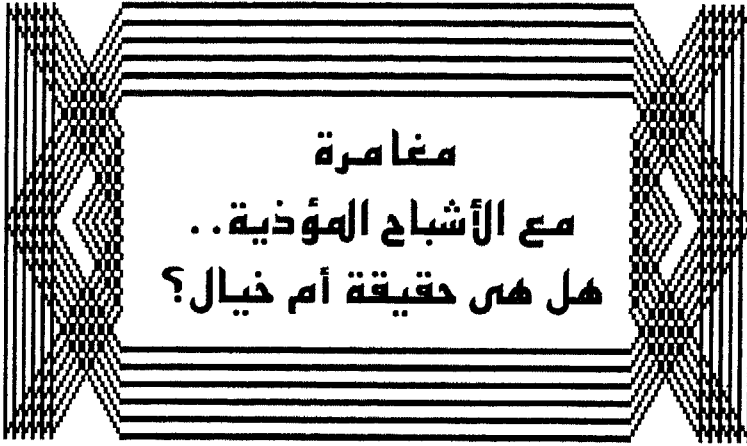 مغامرة
مع الأشباح المؤذية..
هل هى حقيقة أم خيال؟